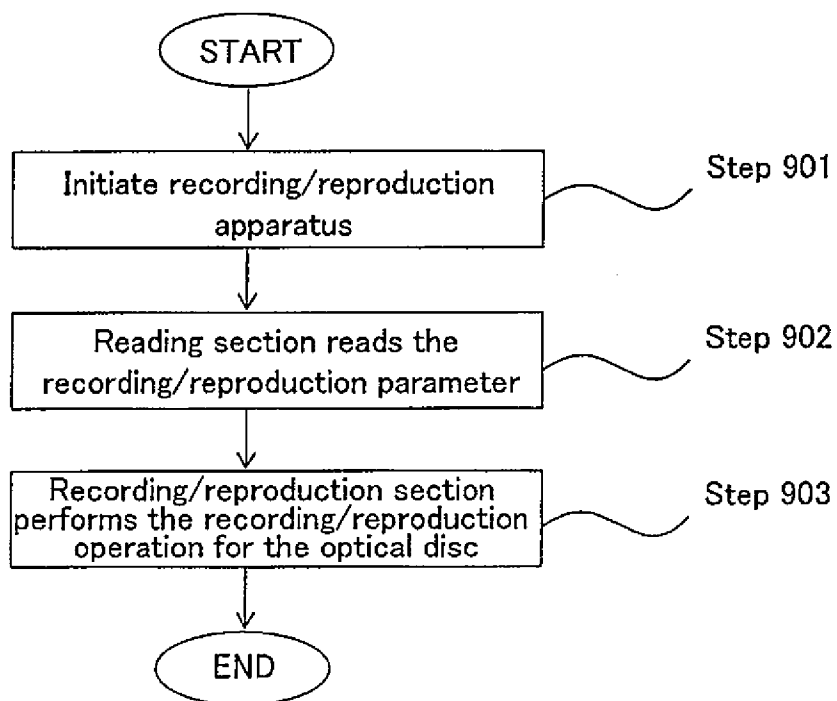 START
Initiate recording/reproduction
apparatus
Step 901
Reading section reads the
recording/reproduction parameter
Step 902
Recording/reproduction section
performs the recording/reproduction
operation for the optical disc
Step 903
END